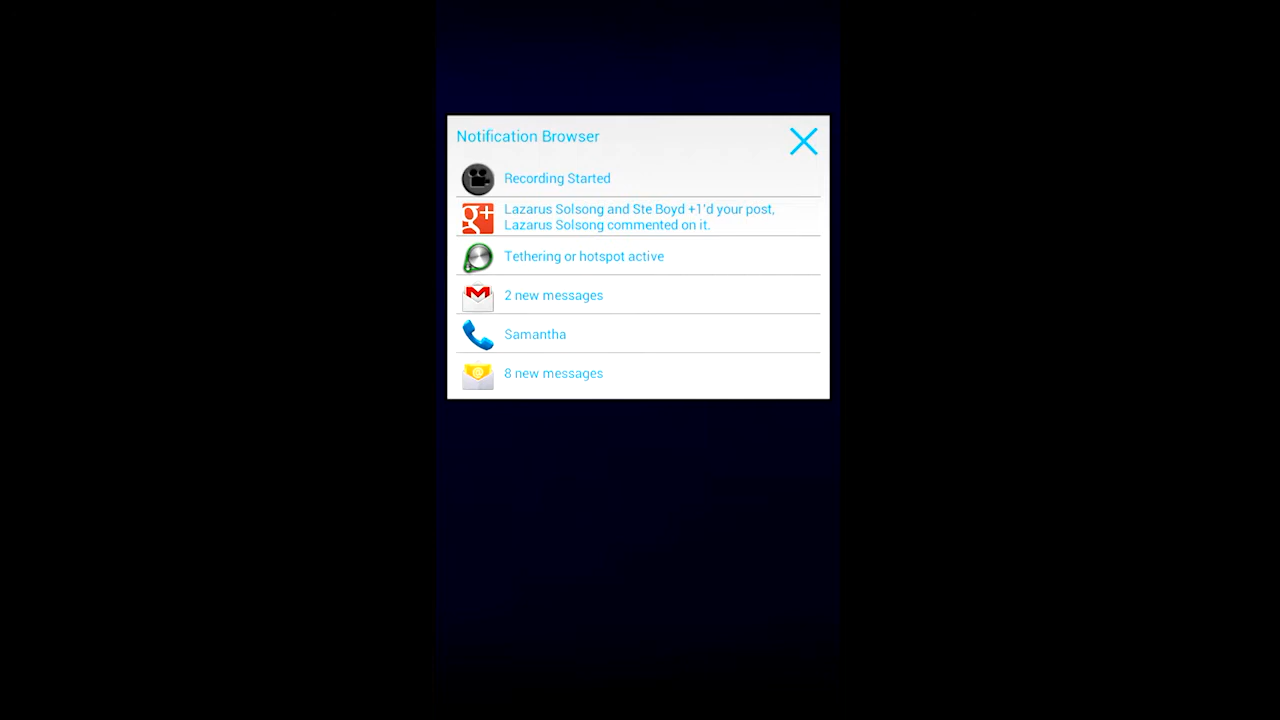 Notification Browser
Recording Started
g+
Lazarus Solsong and Ste Boyd +1'd your post,
Lazarus Solsong commented on it.
Tethering or hotspot active
2 new messages
Samantha
@
8 new messages